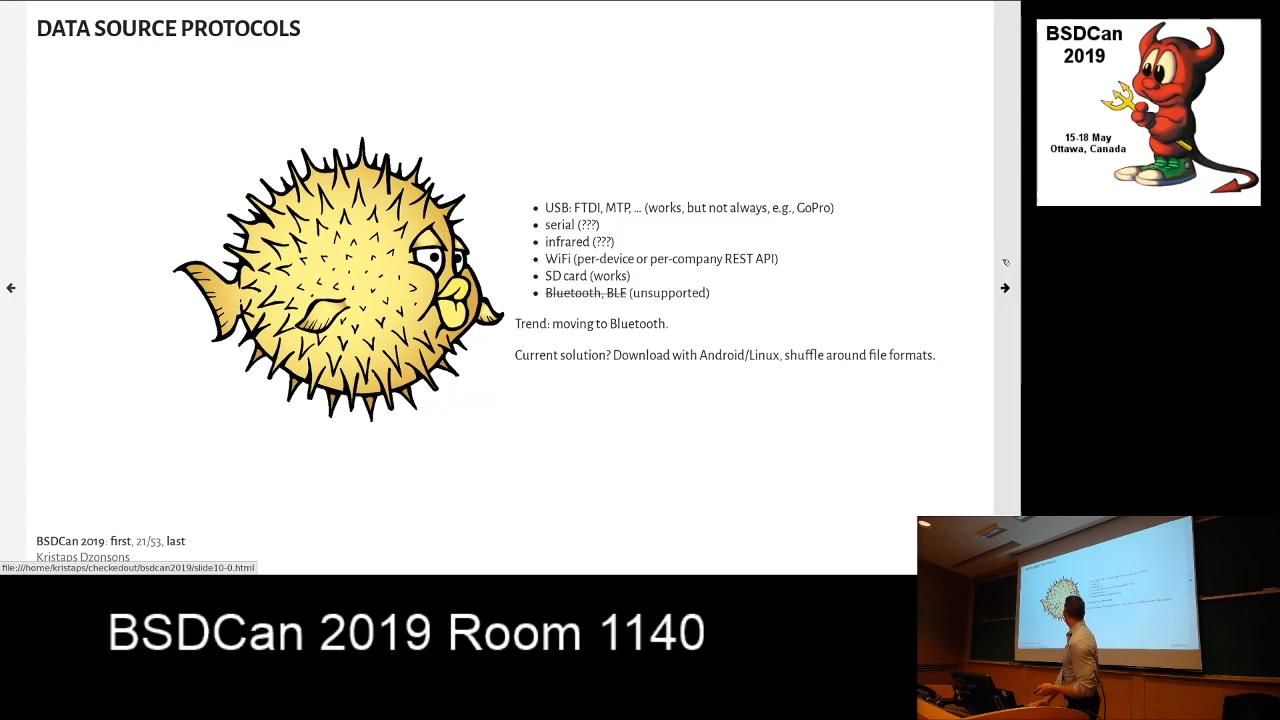 DATA SOURCE PROTOCOLS
• USB: FTDI, MTP, ... (works, but not always, e.g., GoPro)
• serial (???)
• infrared (???)
• WiFi (per-device or per-company REST API)
• SD card (works)
• Bluetooth, BLE (unsupported)
Trend: moving to Bluetooth.
Current solution? Download with Android/Linux, shuffle around file formats.
BSDCan 2019: first, 21/53, last
Kristaps Dzonsons
file:///home/kristaps/checkedout/bsdcan2019/slide10-0.html
BSDCan
2019
15-18 May
Ottawa, Canada
BSDCan 2019 Room 1140